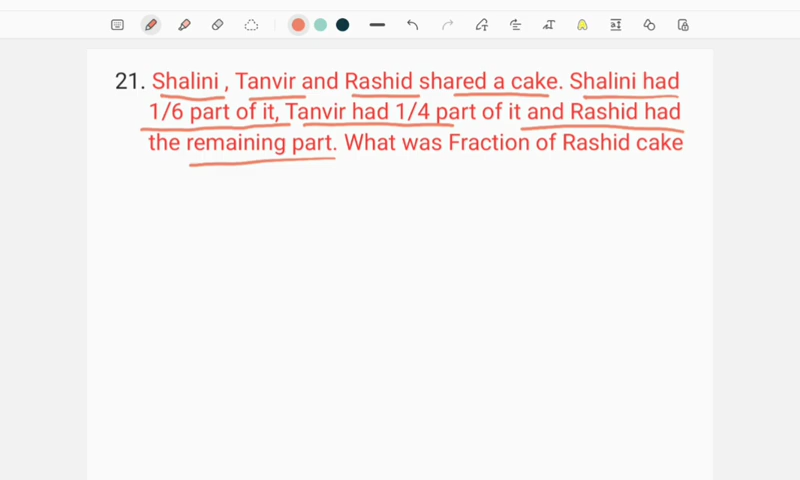 21. Shalini , Tanvir and Rashid shared a cake. Shalini had
1/6 part of it, Tanvir had 1/4 part of it and Rashid had
the remaining part. What was Fraction of Rashid cake